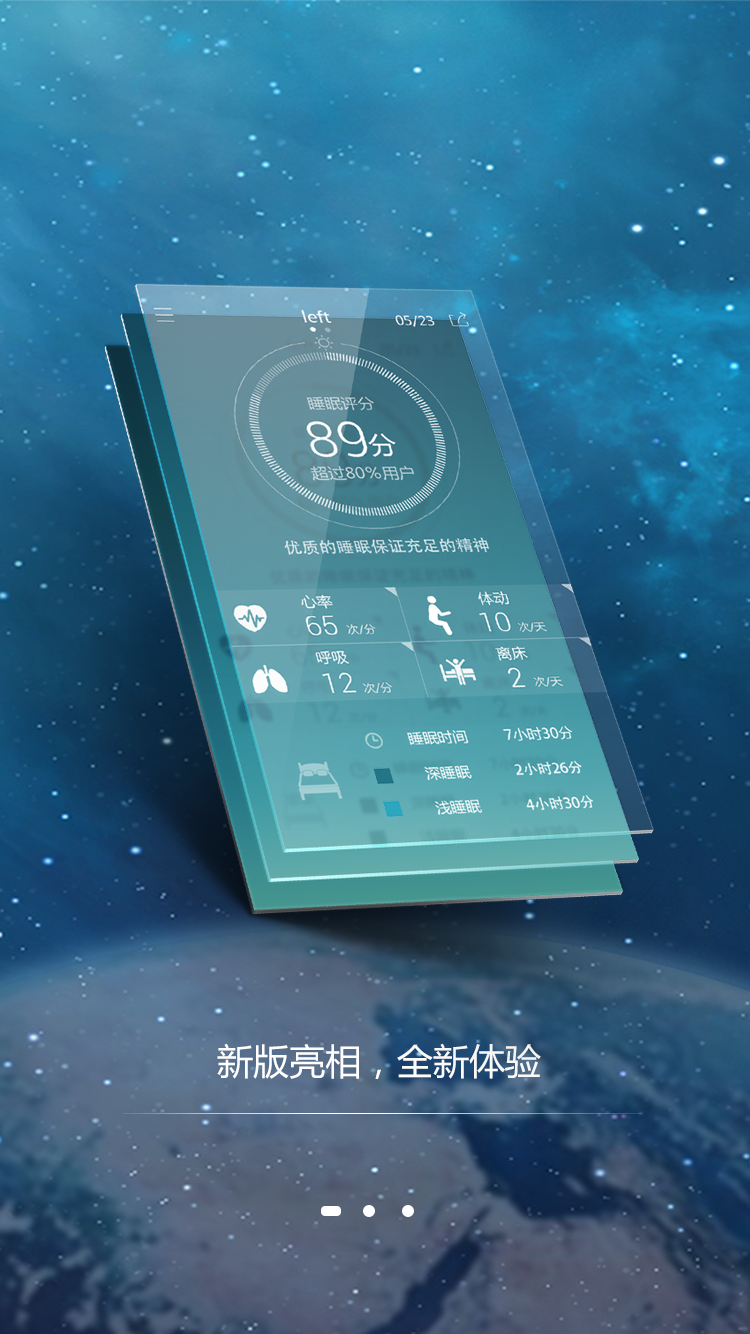 left 05/23
睡眠评分
89分
超过80%用户
优质的睡眠保证充足的精神
心率
65 次/分
体动
10 次/天
呼吸
12 次/分
离床
2 次/天
睡眠时间 7小时30分
深睡眠 2小时26分
浅睡眠 4小时30分
新版亮相，全新体验